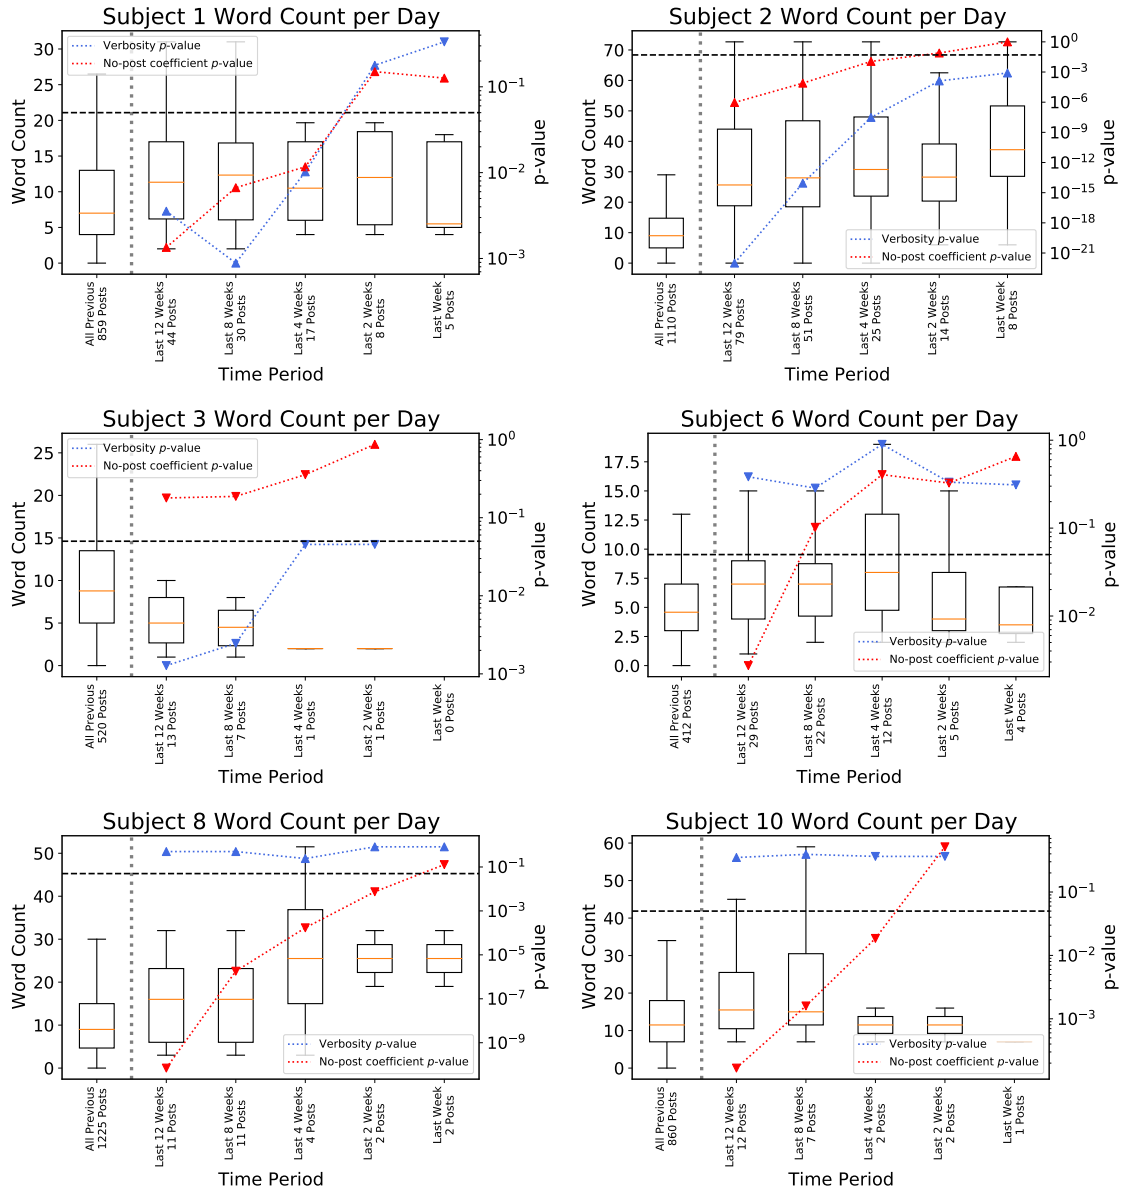 Subject 1 Word Count per Day
Verbosity p-value
No-post coefficient p-value
Word Count
30
25
20
15
10
5
0
10⁻¹
10⁻²
10⁻³
p-value
All Previous
859 Posts
Last 12 Weeks
44 Posts
Last 8 Weeks
30 Posts
Last 4 Weeks
17 Posts
Last 2 Weeks
8 Posts
Last Week
5 Posts
Time Period
Subject 2 Word Count per Day
Word Count
70
60
50
40
30
20
10
0
10⁰
10⁻³
10⁻⁶
10⁻⁹
10⁻¹²
10⁻¹⁵
10⁻¹⁸
10⁻²¹
p-value
Verbosity p-value
No-post coefficient p-value
All Previous
1110 Posts
Last 12 Weeks
79 Posts
Last 8 Weeks
51 Posts
Last 4 Weeks
25 Posts
Last 2 Weeks
14 Posts
Last Week
8 Posts
Time Period
Subject 3 Word Count per Day
Verbosity p-value
No-post coefficient p-value
Word Count
25
20
15
10
5
0
10⁰
10⁻¹
10⁻²
10⁻³
p-value
All Previous
520 Posts
Last 12 Weeks
13 Posts
Last 8 Weeks
7 Posts
Last 4 Weeks
1 Posts
Last 2 Weeks
1 Posts
Last Week
0 Posts
Time Period
Subject 6 Word Count per Day
Word Count
17.5
15.0
12.5
10.0
7.5
5.0
2.5
0.0
10⁰
10⁻¹
10⁻²
p-value
Verbosity p-value
No-post coefficient p-value
All Previous
412 Posts
Last 12 Weeks
29 Posts
Last 8 Weeks
22 Posts
Last 4 Weeks
12 Posts
Last 2 Weeks
5 Posts
Last Week
4 Posts
Time Period
Subject 8 Word Count per Day
Word Count
50
40
30
20
10
0
10⁻¹
10⁻³
10⁻⁵
10⁻⁷
10⁻⁹
p-value
Verbosity p-value
No-post coefficient p-value
All Previous
1225 Posts
Last 12 Weeks
11 Posts
Last 8 Weeks
11 Posts
Last 4 Weeks
4 Posts
Last 2 Weeks
2 Posts
Last Week
2 Posts
Time Period
Subject 10 Word Count per Day
Word Count
60
50
40
30
20
10
0
10⁻¹
10⁻²
10⁻³
p-value
Verbosity p-value
No-post coefficient p-value
All Previous
860 Posts
Last 12 Weeks
12 Posts
Last 8 Weeks
7 Posts
Last 4 Weeks
2 Posts
Last 2 Weeks
2 Posts
Last Week
1 Posts
Time Period